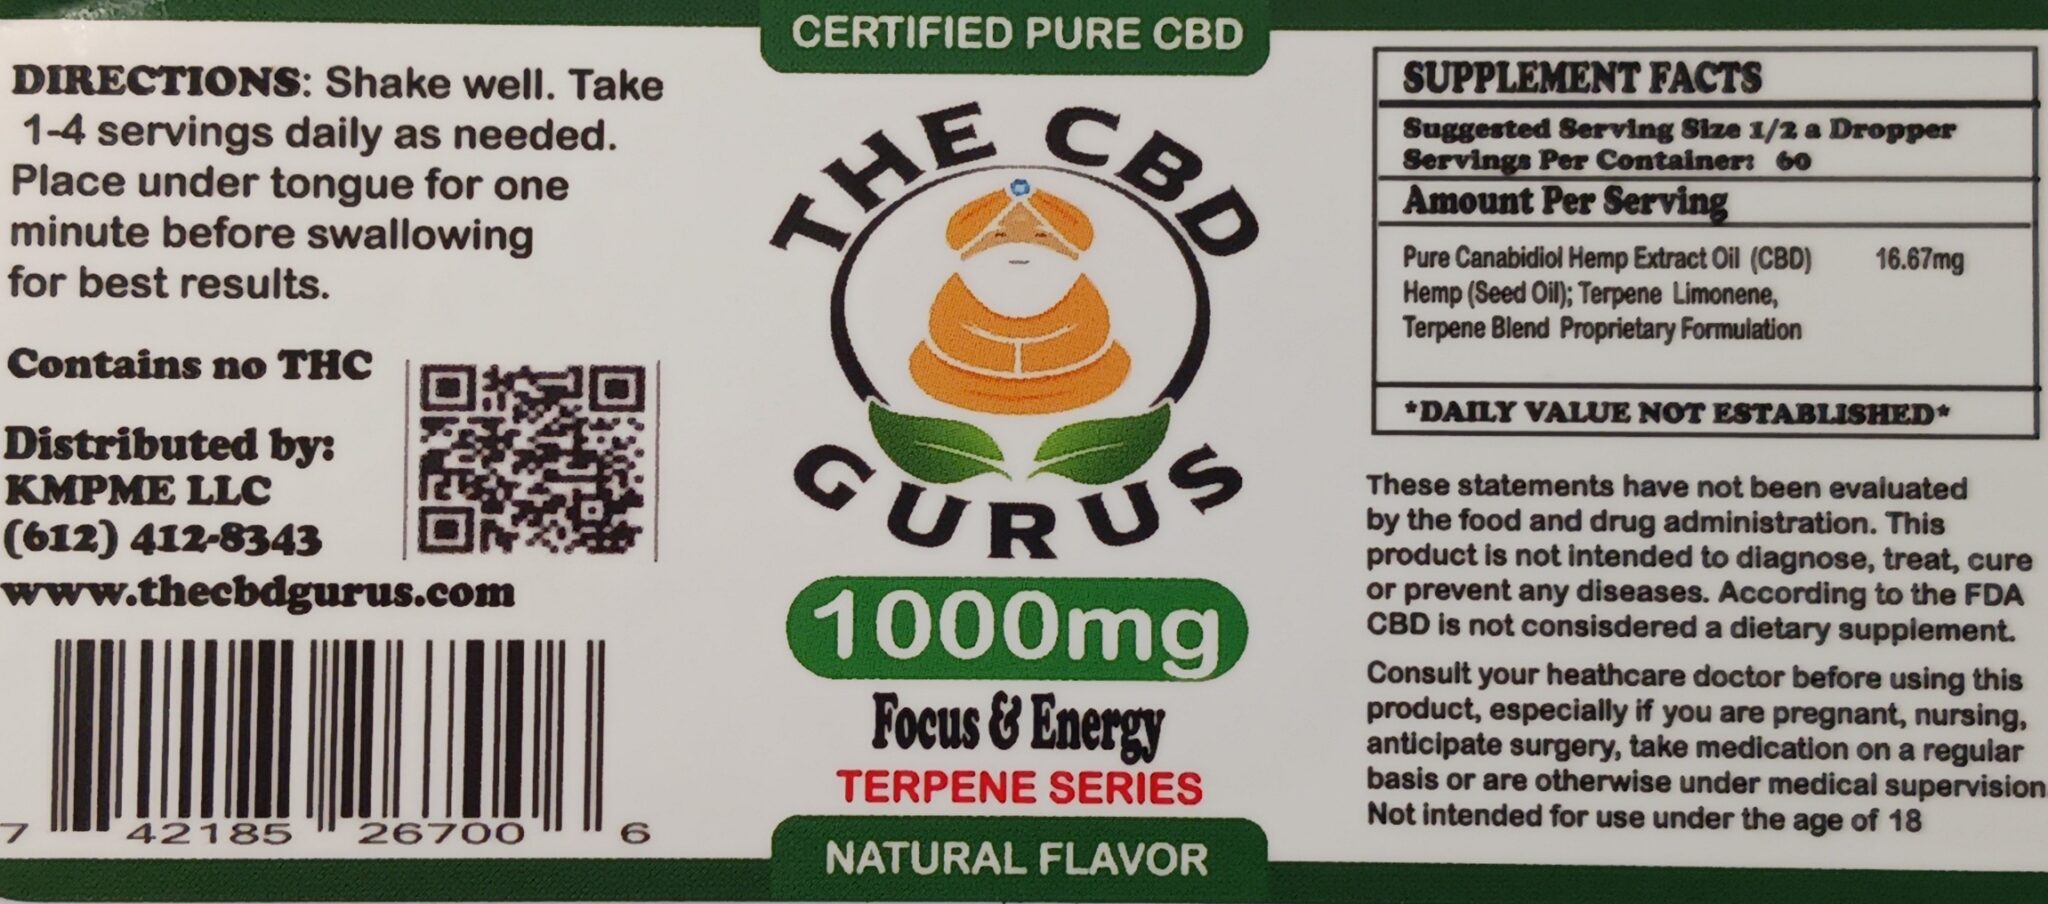 CERTIFIED PURE CBD
DIRECTIONS: Shake well. Take
1-4 servings daily as needed.
Place under tongue for one
minute before swallowing
for best results.
Contains no THC
Distributed by:
KMPME LLC
(612) 412-8343
www.thecbdgurus.com
7 42185 26700 6
THE CBD
GURUS
1000mg
Focus & Energy
TERPENE SERIES
NATURAL FLAVOR
SUPPLEMENT FACTS
Suggested Serving Size 1/2 a Dropper
Servings Per Container: 60
Amount Per Serving
Pure Canabidiol Hemp Extract Oil (CBD) 16.67mg
Hemp (Seed Oil); Terpene Limonene,
Terpene Blend Proprietary Formulation
*DAILY VALUE NOT ESTABLISHED*
These statements have not been evaluated
by the food and drug administration. This
product is not intended to diagnose, treat, cure
or prevent any diseases. According to the FDA
CBD is not consisdered a dietary supplement.
Consult your heathcare doctor before using this
product, especially if you are pregnant, nursing,
anticipate surgery, take medication on a regular
basis or are otherwise under medical supervision
Not intended for use under the age of 18